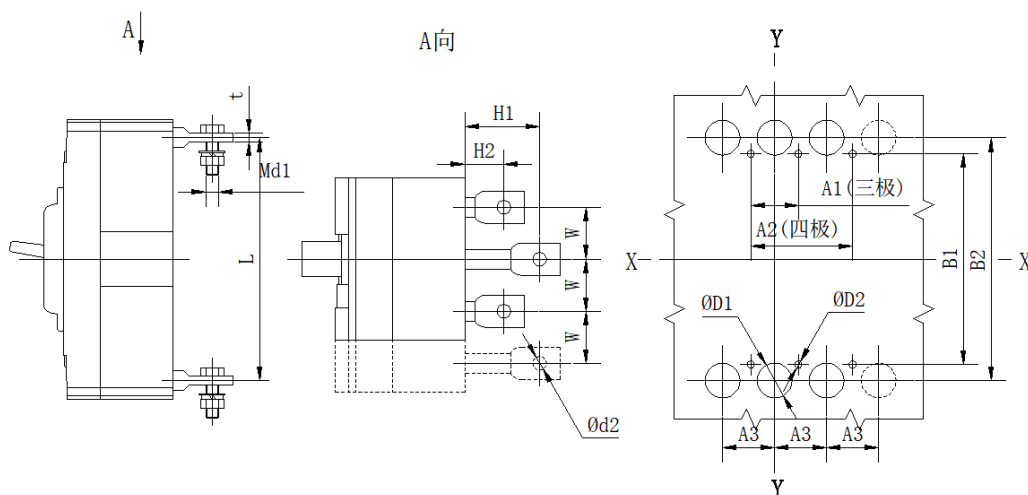 A
t
Md1
L
A向
H1
H2
W
W
W
Ød2
Y
A1(三极)
A2(四极)
X
X
B1
B2
ØD1
ØD2
A3
A3
A3
Y